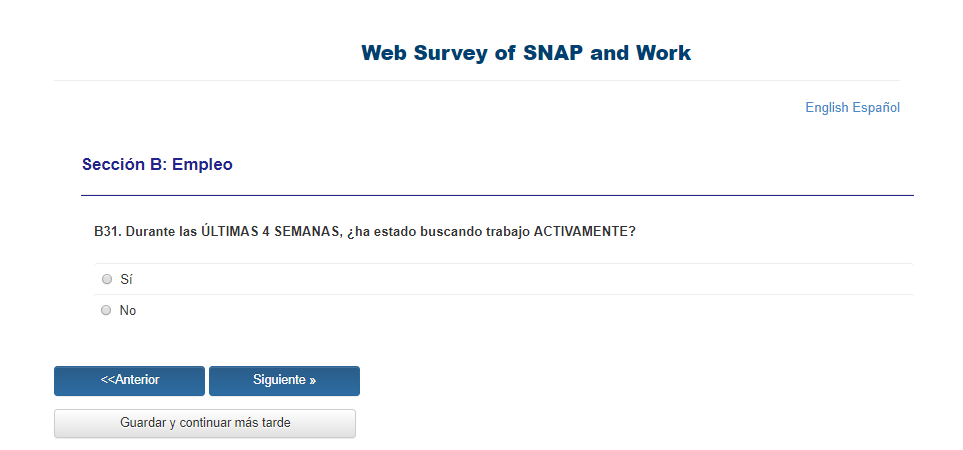 Web Survey of SNAP and Work
English Español
Sección B: Empleo
B31. Durante las ÚLTIMAS 4 SEMANAS, ¿ha estado buscando trabajo ACTIVAMENTE?
Sí
No
<<Anterior Siguiente »
Guardar y continuar más tarde